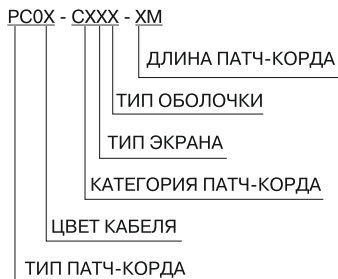 PC0X - CXXX - XM
ДЛИНА ПАТЧ-КОРДА
ТИП ОБОЛОЧКИ
ТИП ЭКРАНА
КАТЕГОРИЯ ПАТЧ-КОРДА
ЦВЕТ КАБЕЛЯ
ТИП ПАТЧ-КОРДА